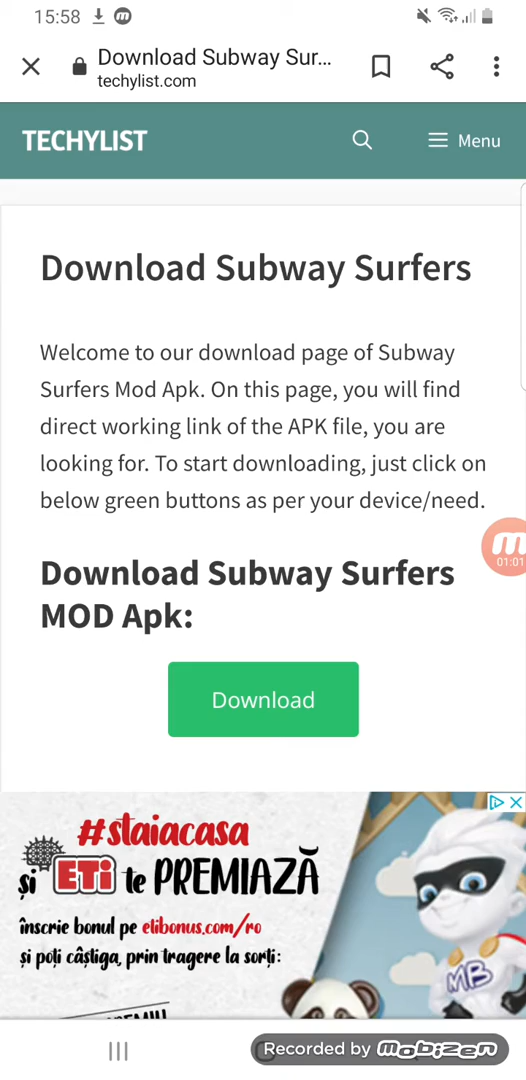 15:58
Download Subway Sur...
techylist.com
TECHYLIST
Menu
Download Subway Surfers
Welcome to our download page of Subway
Surfers Mod Apk. On this page, you will find
direct working link of the APK file, you are
looking for. To start downloading, just click on
below green buttons as per your device/need.
01:01
Download Subway Surfers
MOD Apk:
Download
#staiacasa
și ETi te PREMIAZĂ
înscrie bonul pe etibonus.com/ro
și poți câștiga, prin tragere la sorți:
MB
Recorded by mobizen